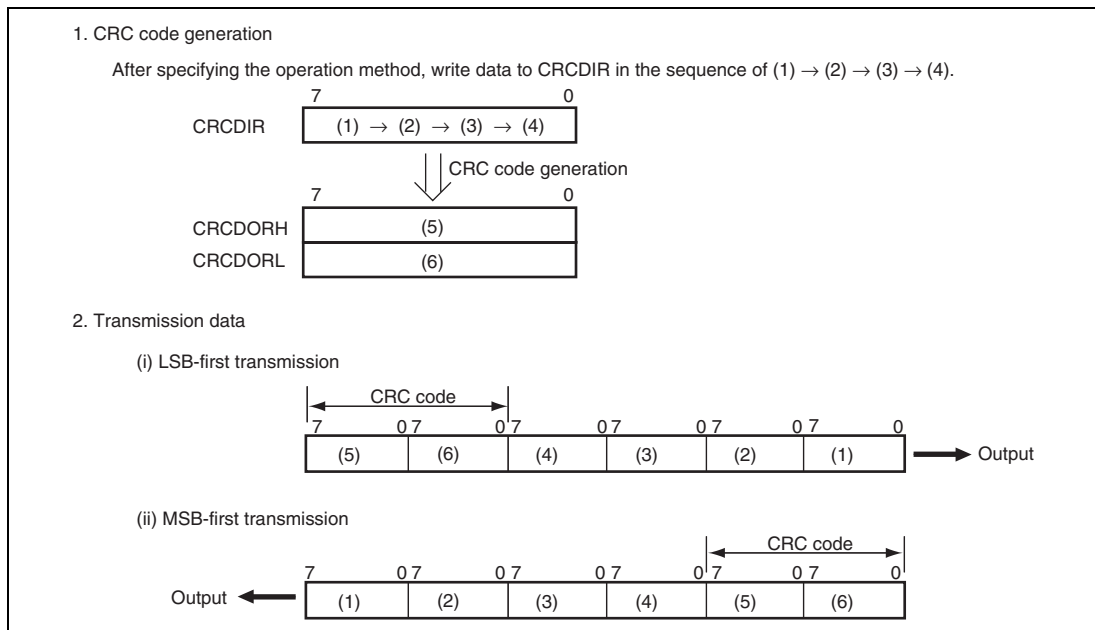 1. CRC code generation
After specifying the operation method, write data to CRCDIR in the sequence of (1) → (2) → (3) → (4).
7 0
CRCDIR (1) → (2) → (3) → (4)
CRC code generation
7 0
CRCDORH (5)
CRCDORL (6)
2. Transmission data
(i) LSB-first transmission
CRC code
7 0 7 0 7 0 7 0 7 0 7 0
(5) (6) (4) (3) (2) (1) Output
(ii) MSB-first transmission
CRC code
7 0 7 0 7 0 7 0 7 0 7 0
Output (1) (2) (3) (4) (5) (6)